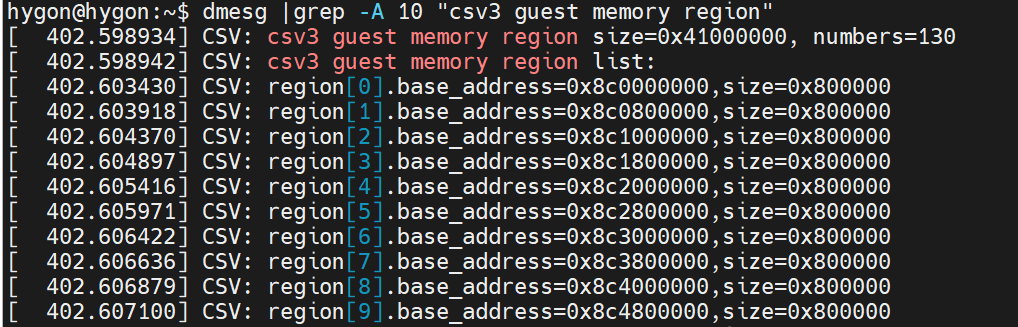 hygon@hygon:~$ dmesg |grep -A 10 "csv3 guest memory region"
[  402.598934] CSV: csv3 guest memory region size=0x41000000, numbers=130
[  402.598942] CSV: csv3 guest memory region list:
[  402.603430] CSV: region[0].base_address=0x8c0000000,size=0x800000
[  402.603918] CSV: region[1].base_address=0x8c0800000,size=0x800000
[  402.604370] CSV: region[2].base_address=0x8c1000000,size=0x800000
[  402.604897] CSV: region[3].base_address=0x8c1800000,size=0x800000
[  402.605416] CSV: region[4].base_address=0x8c2000000,size=0x800000
[  402.605971] CSV: region[5].base_address=0x8c2800000,size=0x800000
[  402.606422] CSV: region[6].base_address=0x8c3000000,size=0x800000
[  402.606636] CSV: region[7].base_address=0x8c3800000,size=0x800000
[  402.606879] CSV: region[8].base_address=0x8c4000000,size=0x800000
[  402.607100] CSV: region[9].base_address=0x8c4800000,size=0x800000